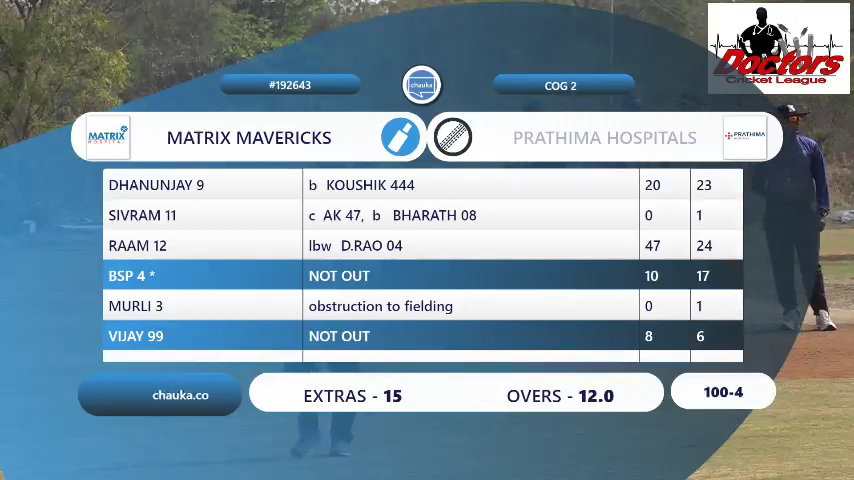 Doctors
Cricket League
#192643
chauka
COG 2
MATRIX
HOSPITAL
MATRIX MAVERICKS
PRATHIMA HOSPITALS
PRATHIMA
DHANUNJAY 9 b KOUSHIK 444 20 23
SIVRAM 11 c AK 47, b BHARATH 08 0 1
RAAM 12 lbw D.RAO 04 47 24
BSP 4 * NOT OUT 10 17
MURLI 3 obstruction to fielding 0 1
VIJAY 99 NOT OUT 8 6
chauka.co
EXTRAS - 15
OVERS - 12.0
100-4